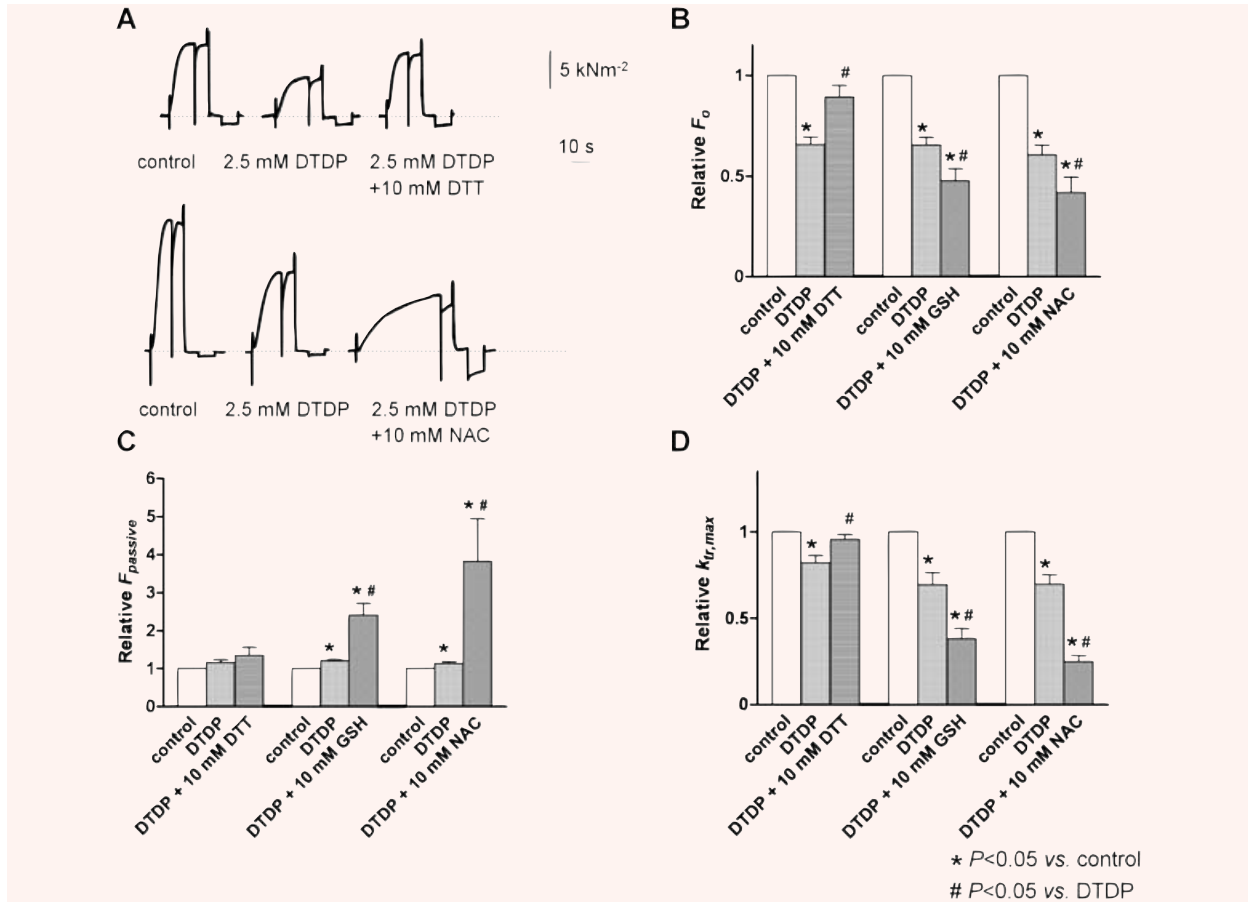 A
5 kNm-2
10 s
control
2.5 mM DTDP
2.5 mM DTDP
+10 mM DTT
control
2.5 mM DTDP
2.5 mM DTDP
+10 mM NAC
B
Relative Fo
1
0.5
0
#
*
*
* #
*
* #
control
DTDP
DTDP + 10 mM DTT
control
DTDP
DTDP + 10 mM GSH
control
DTDP
DTDP + 10 mM NAC
C
Relative Fpassive
6
5
4
3
2
1
0
*
* #
*
* #
control
DTDP
DTDP + 10 mM DTT
control
DTDP
DTDP + 10 mM GSH
control
DTDP
DTDP + 10 mM NAC
D
Relative ktr,max
1
0.5
0
*
#
*
* #
*
* #
control
DTDP
DTDP + 10 mM DTT
control
DTDP
DTDP + 10 mM GSH
control
DTDP
DTDP + 10 mM NAC
* P<0.05 vs. control
# P<0.05 vs. DTDP